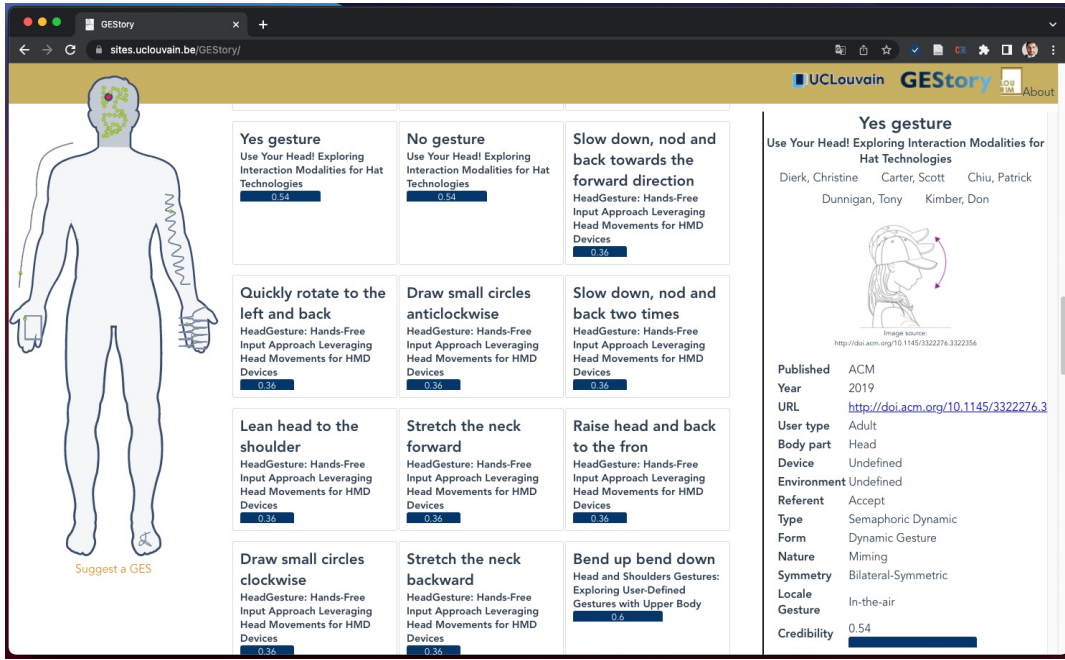 GEStory
sites.uclouvain.be/GEStory/
UCLouvain
GEStory
LOU
RIM
About
Suggest a GES
Yes gesture
Use Your Head! Exploring
Interaction Modalities for Hat
Technologies
0.54
No gesture
Use Your Head! Exploring
Interaction Modalities for Hat
Technologies
0.54
Slow down, nod and
back towards the
forward direction
HeadGesture: Hands-Free
Input Approach Leveraging
Head Movements for HMD
Devices
0.36
Quickly rotate to the
left and back
HeadGesture: Hands-Free
Input Approach Leveraging
Head Movements for HMD
Devices
0.36
Draw small circles
anticlockwise
HeadGesture: Hands-Free
Input Approach Leveraging
Head Movements for HMD
Devices
0.36
Slow down, nod and
back two times
HeadGesture: Hands-Free
Input Approach Leveraging
Head Movements for HMD
Devices
0.36
Lean head to the
shoulder
HeadGesture: Hands-Free
Input Approach Leveraging
Head Movements for HMD
Devices
0.36
Stretch the neck
forward
HeadGesture: Hands-Free
Input Approach Leveraging
Head Movements for HMD
Devices
0.36
Raise head and back
to the fron
HeadGesture: Hands-Free
Input Approach Leveraging
Head Movements for HMD
Devices
0.36
Draw small circles
clockwise
HeadGesture: Hands-Free
Input Approach Leveraging
Head Movements for HMD
Devices
0.36
Stretch the neck
backward
HeadGesture: Hands-Free
Input Approach Leveraging
Head Movements for HMD
Devices
0.36
Bend up bend down
Head and Shoulders Gestures:
Exploring User-Defined
Gestures with Upper Body
0.6
Yes gesture
Use Your Head! Exploring Interaction Modalities for
Hat Technologies
Dierk, Christine Carter, Scott Chiu, Patrick
Dunnigan, Tony Kimber, Don
Image source:
http://doi.acm.org/10.1145/3322276.3322356
Published ACM
Year 2019
URL http://doi.acm.org/10.1145/3322276.3
User type Adult
Body part Head
Device Undefined
Environment Undefined
Referent Accept
Type Semaphoric Dynamic
Form Dynamic Gesture
Nature Miming
Symmetry Bilateral-Symmetric
Locale
Gesture In-the-air
Credibility 0.54